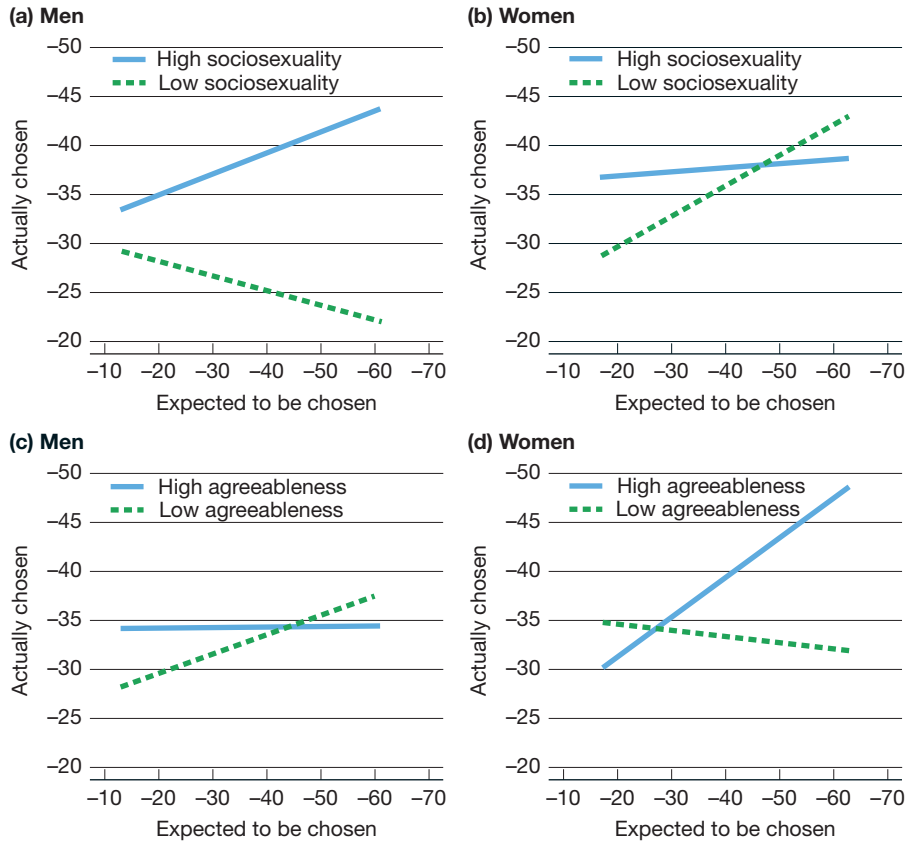 (a) Men
High sociosexuality
Low sociosexuality
Actually chosen
–50
–45
–40
–35
–30
–25
–20
–10 –20 –30 –40 –50 –60 –70
Expected to be chosen
(b) Women
High sociosexuality
Low sociosexuality
Actually chosen
–50
–45
–40
–35
–30
–25
–20
–10 –20 –30 –40 –50 –60 –70
Expected to be chosen
(c) Men
High agreeableness
Low agreeableness
Actually chosen
–50
–45
–40
–35
–30
–25
–20
–10 –20 –30 –40 –50 –60 –70
Expected to be chosen
(d) Women
High agreeableness
Low agreeableness
Actually chosen
–50
–45
–40
–35
–30
–25
–20
–10 –20 –30 –40 –50 –60 –70
Expected to be chosen